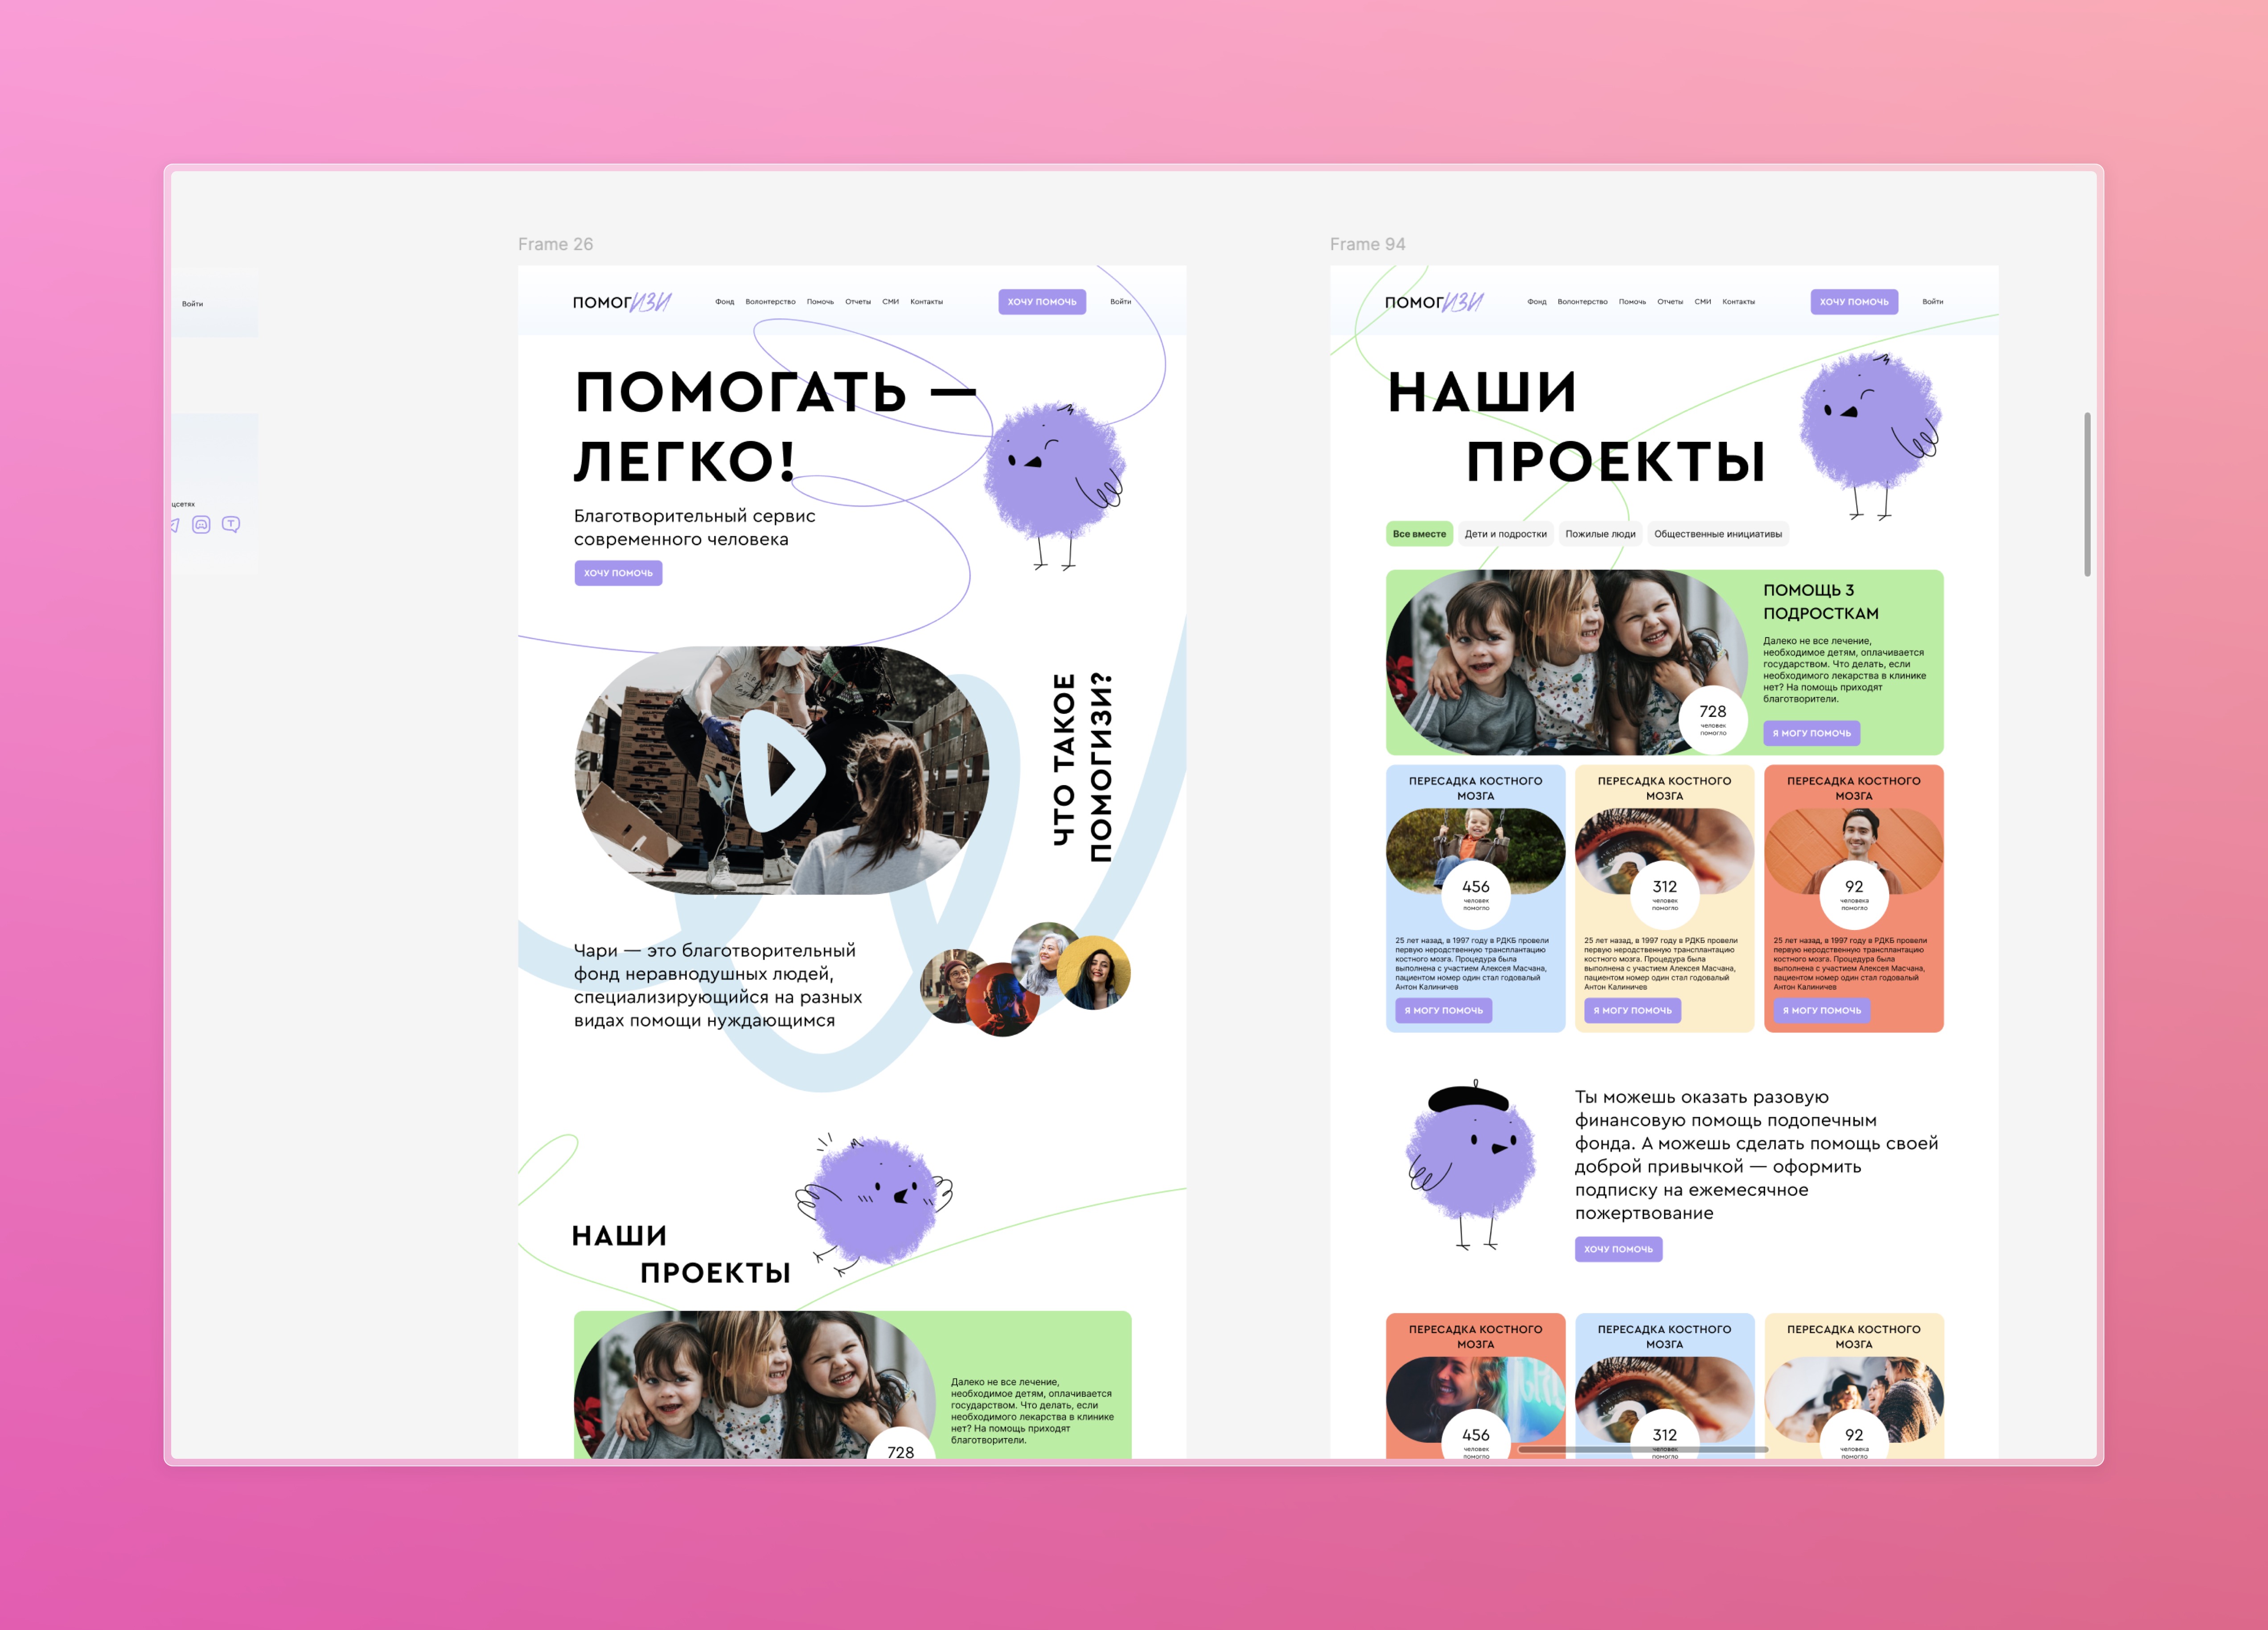 Войти
цсетях
Frame 26
ПОМОГИЗИ
Фонд Волонтерство Помочь Отчеты СМИ Контакты
ХОЧУ ПОМОЧЬ
Войти
ПОМОГАТЬ —
ЛЕГКО!
Благотворительный сервис
современного человека
ХОЧУ ПОМОЧЬ
ЧТО ТАКОЕ
ПОМОГИЗИ?
Чари — это благотворительный
фонд неравнодушных людей,
специализирующийся на разных
видах помощи нуждающимся
НАШИ
ПРОЕКТЫ
Далеко не все лечение,
необходимое детям, оплачивается
государством. Что делать, если
необходимого лекарства в клинике
нет? На помощь приходят
благотворители.
728
Frame 94
ПОМОГИЗИ
Фонд Волонтерство Помочь Отчеты СМИ Контакты
ХОЧУ ПОМОЧЬ
Войти
НАШИ
ПРОЕКТЫ
Все вместе
Дети и подростки
Пожилые люди
Общественные инициативы
ПОМОЩЬ 3
ПОДРОСТКАМ
Далеко не все лечение,
необходимое детям, оплачивается
государством. Что делать, если
необходимого лекарства в клинике
нет? На помощь приходят
благотворители.
728
человек
помогло
Я МОГУ ПОМОЧЬ
ПЕРЕСАДКА КОСТНОГО
МОЗГА
456
человек
помогло
25 лет назад, в 1997 году в РДКБ провели
первую неродственную трансплантацию
костного мозга. Процедура была
выполнена с участием Алексея Масчана,
пациентом номер один стал годовалый
Антон Калиничев
Я МОГУ ПОМОЧЬ
ПЕРЕСАДКА КОСТНОГО
МОЗГА
312
человек
помогло
25 лет назад, в 1997 году в РДКБ провели
первую неродственную трансплантацию
костного мозга. Процедура была
выполнена с участием Алексея Масчана,
пациентом номер один стал годовалый
Антон Калиничев
Я МОГУ ПОМОЧЬ
ПЕРЕСАДКА КОСТНОГО
МОЗГА
92
человека
помогло
25 лет назад, в 1997 году в РДКБ провели
первую неродственную трансплантацию
костного мозга. Процедура была
выполнена с участием Алексея Масчана,
пациентом номер один стал годовалый
Антон Калиничев
Я МОГУ ПОМОЧЬ
Ты можешь оказать разовую
финансовую помощь подопечным
фонда. А можешь сделать помощь своей
доброй привычкой — оформить
подписку на ежемесячное
пожертвование
ХОЧУ ПОМОЧЬ
ПЕРЕСАДКА КОСТНОГО
МОЗГА
456
человек
помогло
ПЕРЕСАДКА КОСТНОГО
МОЗГА
312
человек
помогло
ПЕРЕСАДКА КОСТНОГО
МОЗГА
92
человека
помогло